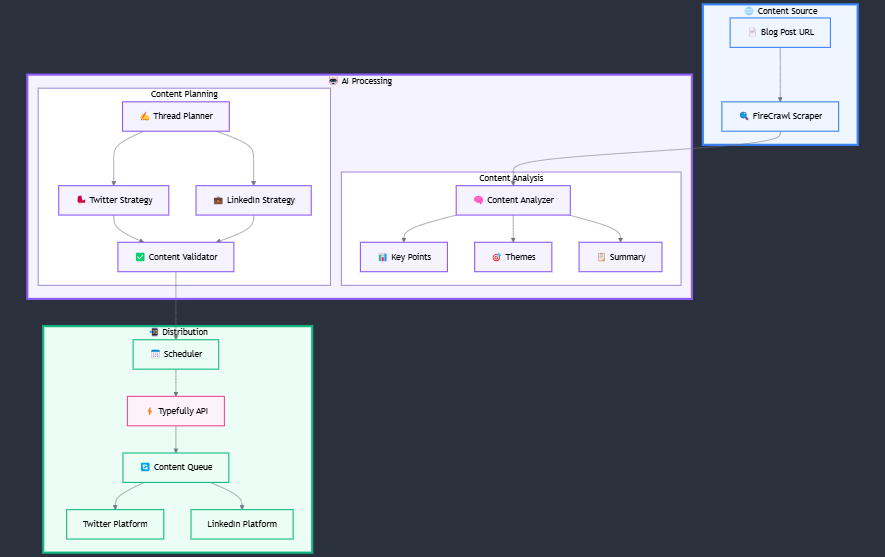 🌐 Content Source
📄 Blog Post URL
🔍 FireCrawl Scraper
🤖 AI Processing
Content Planning
✍️ Thread Planner
Twitter Strategy
💼 LinkedIn Strategy
✅ Content Validator
Content Analysis
🧠 Content Analyzer
📊 Key Points
🎯 Themes
📋 Summary
📲 Distribution
📅 Scheduler
⚡ Typefully API
🔄 Content Queue
Twitter Platform
LinkedIn Platform